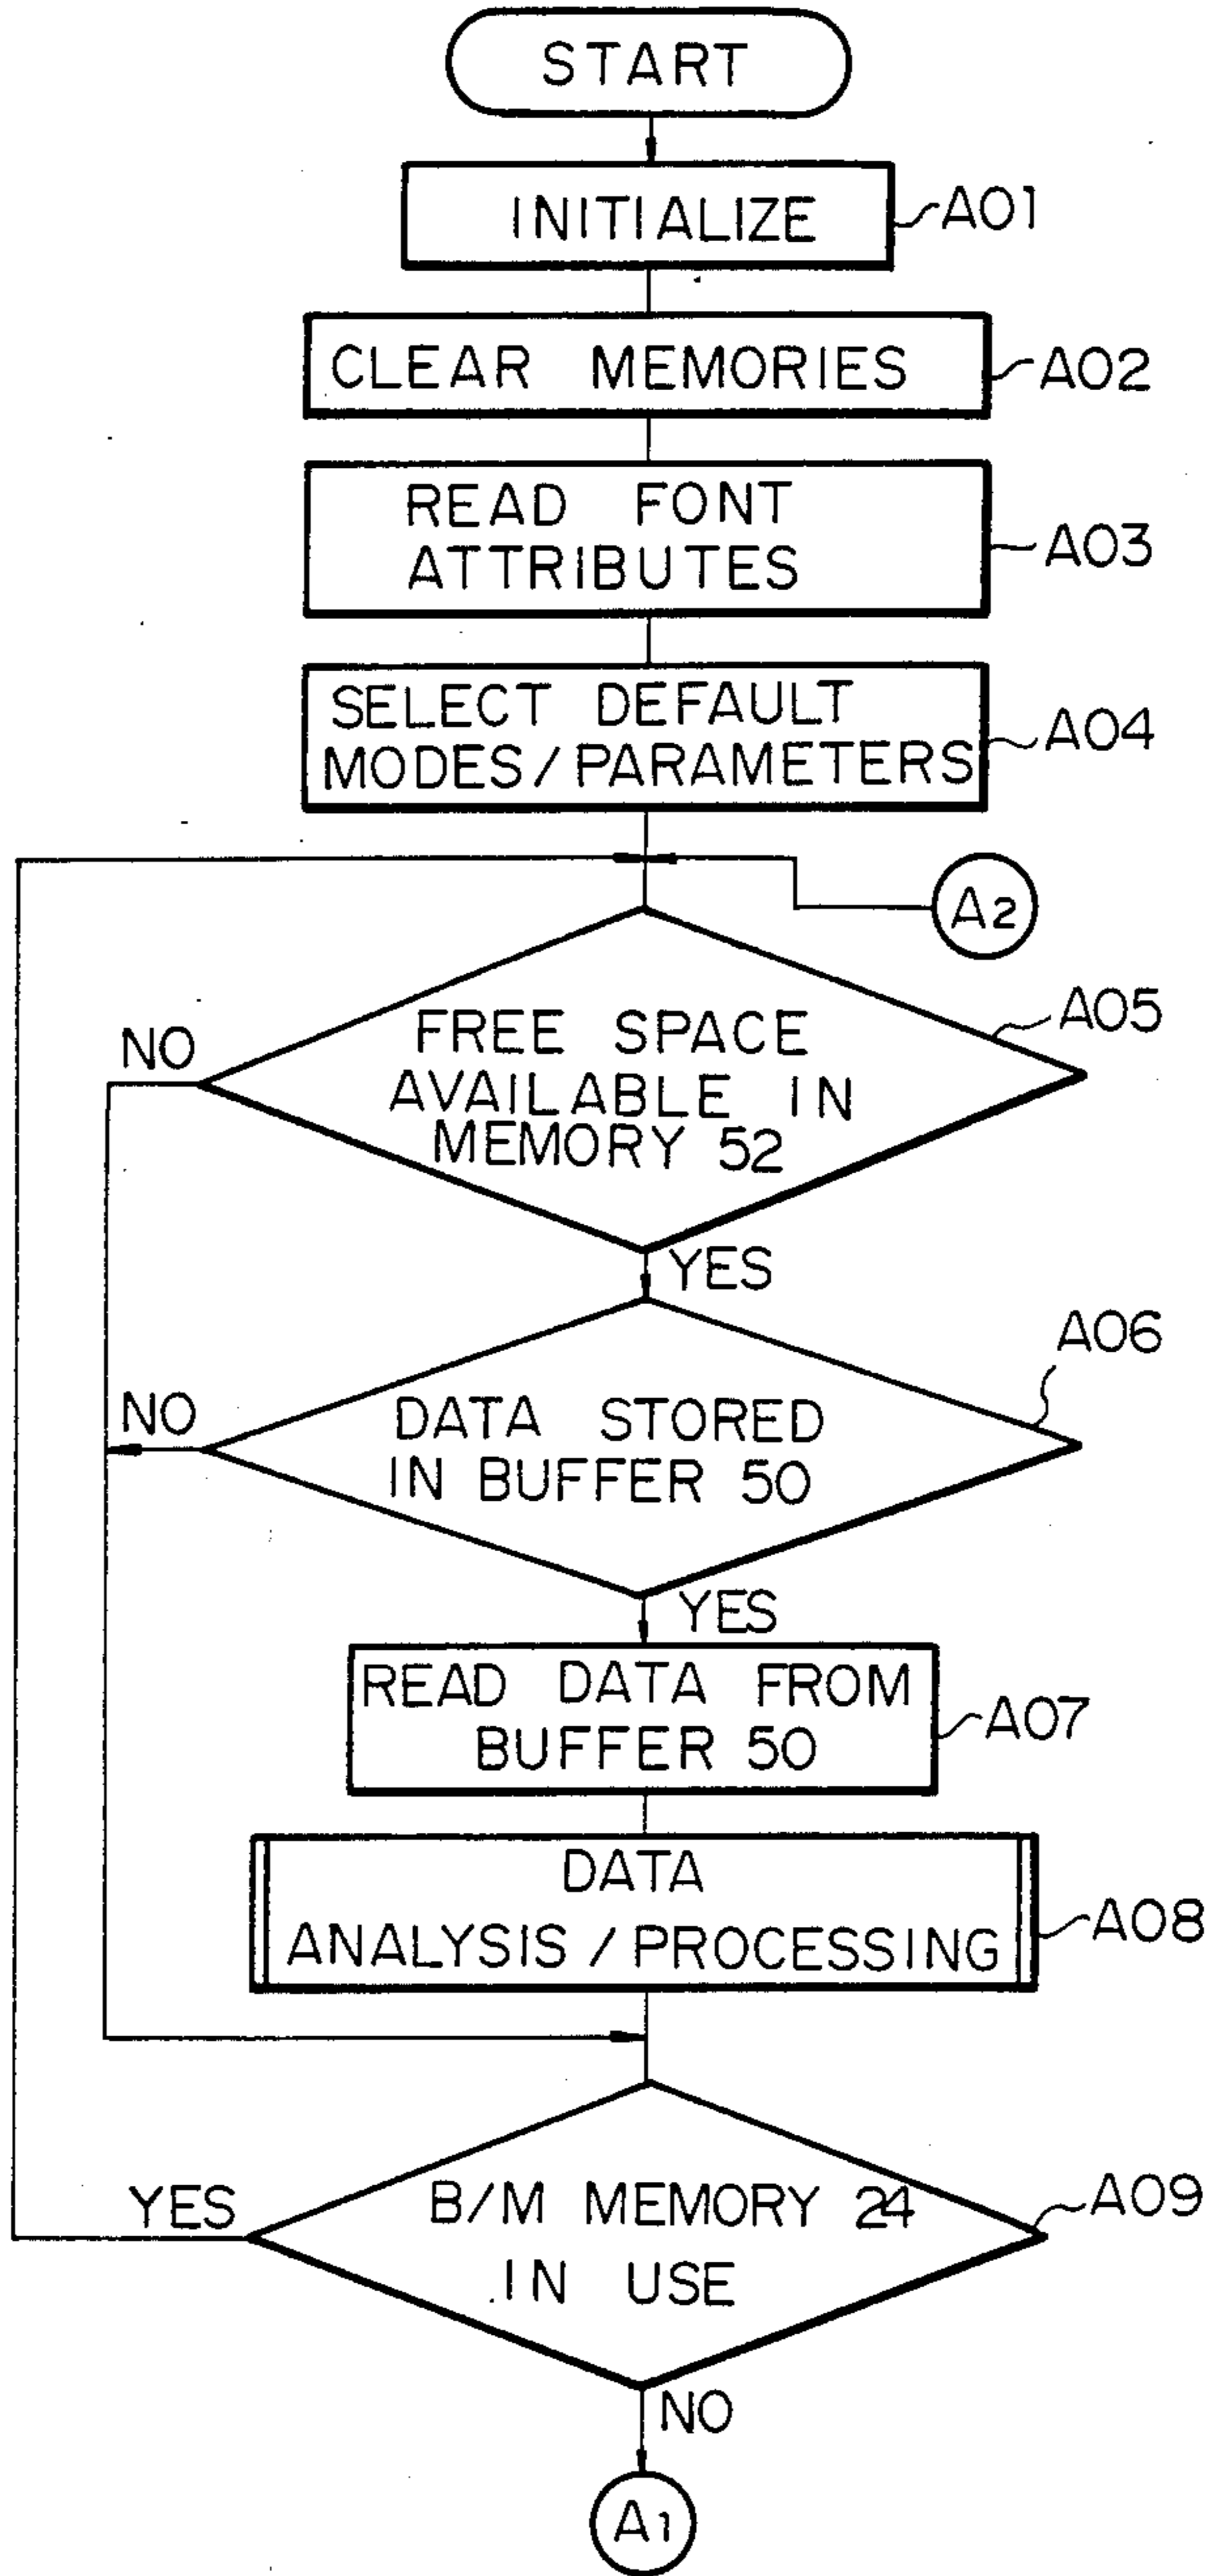 START
INITIALIZE
A01
CLEAR MEMORIES
A02
READ FONT
ATTRIBUTES
A03
SELECT DEFAULT
MODES/PARAMETERS
A04
A2
A05
NO
FREE SPACE
AVAILABLE IN
MEMORY 52
YES
A06
NO
DATA STORED
IN BUFFER 50
YES
READ DATA FROM
BUFFER 50
A07
DATA
ANALYSIS / PROCESSING
A08
YES
B/M MEMORY 24
IN USE
A09
NO
A1